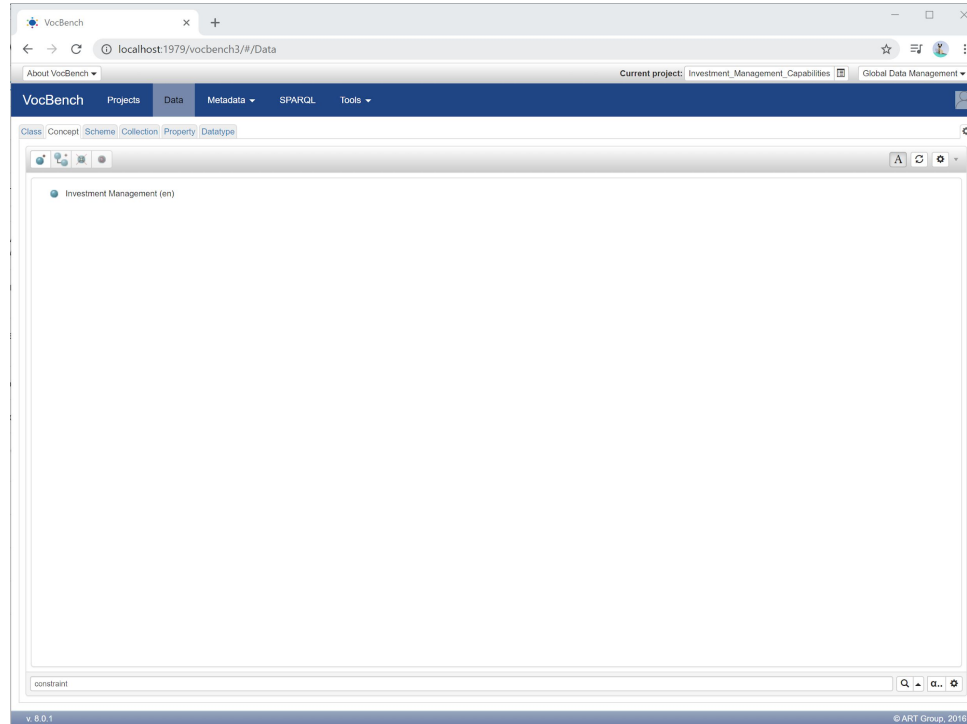 VocBench
localhost:1979/vocbench3/#/Data
About VocBench
Current project: Investment_Management_Capabilities
Global Data Management
VocBench Projects Data Metadata SPARQL Tools
Class Concept Scheme Collection Property Datatype
A
Investment Management (en)
constraint
α..
v. 8.0.1
© ART Group, 2016